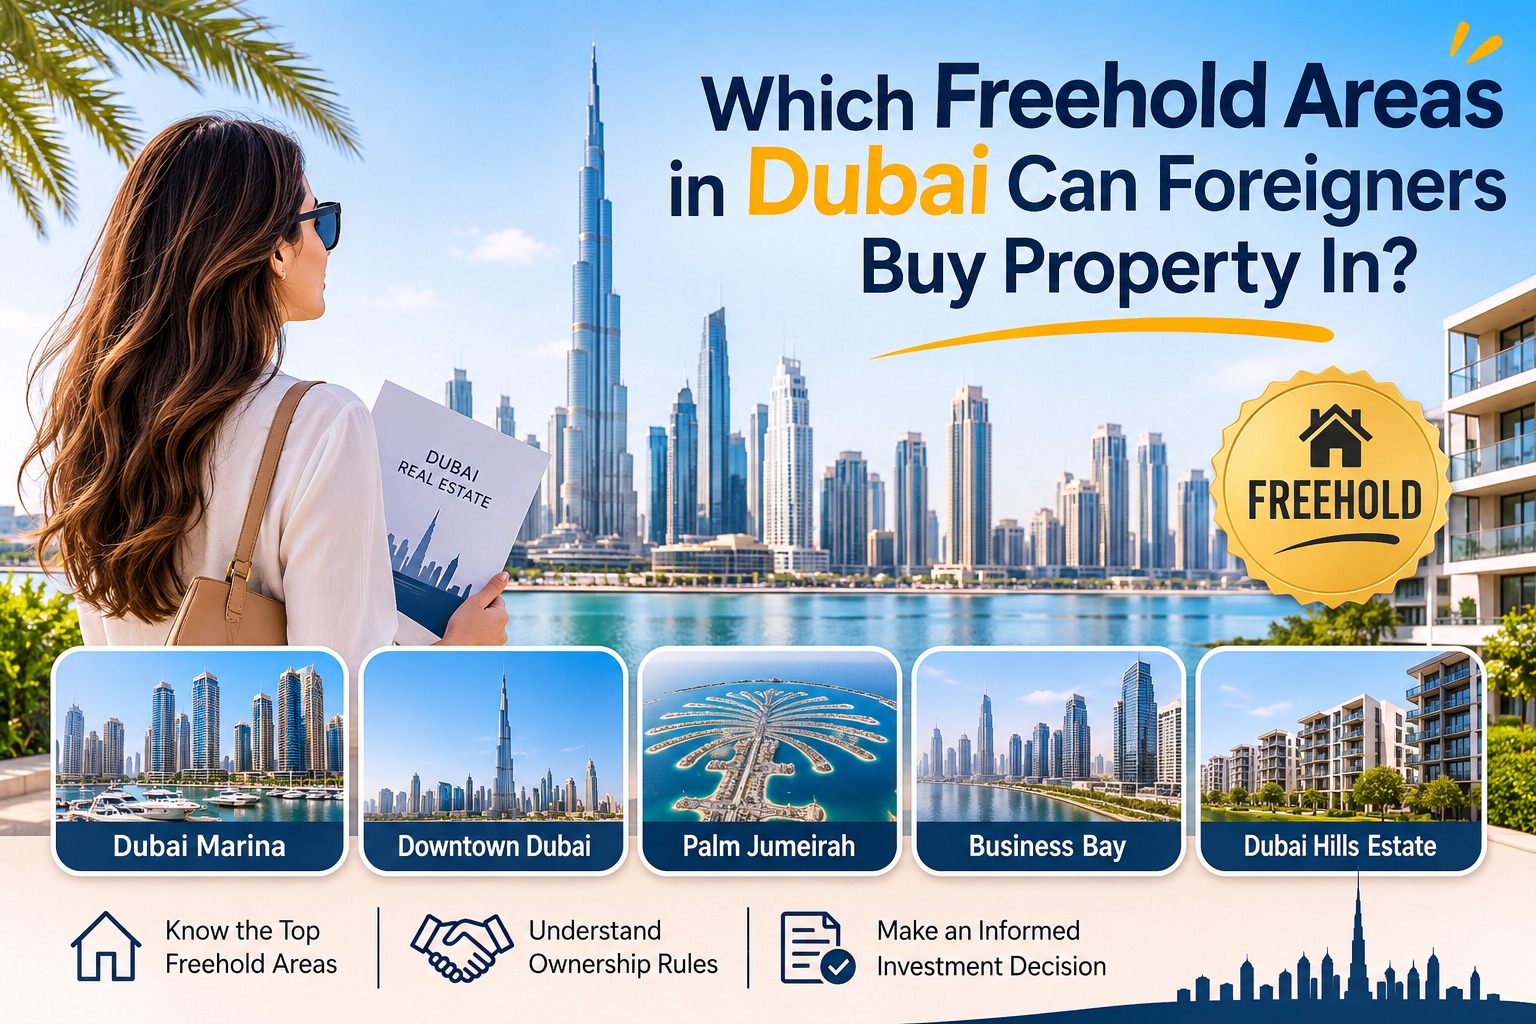 Which Freehold Areas
in Dubai Can Foreigners
Buy Property In?
DUBAI
REAL ESTATE
FREEHOLD
Dubai Marina
Downtown Dubai
Palm Jumeirah
Business Bay
Dubai Hills Estate
Know the Top
Freehold Areas
Understand
Ownership Rules
Make an Informed
Investment Decision